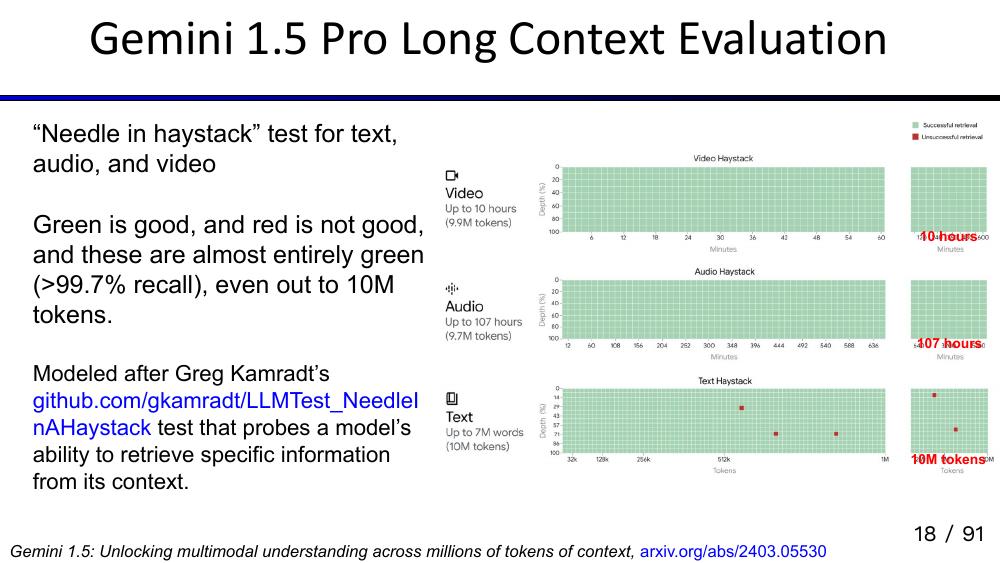 Gemini 1.5 Pro Long Context Evaluation
“Needle in haystack” test for text,
audio, and video
Green is good, and red is not good,
and these are almost entirely green
(>99.7% recall), even out to 10M
tokens.
Modeled after Greg Kamradt’s
github.com/gkamradt/LLMTest_NeedleI
nAHaystack test that probes a model’s
ability to retrieve specific information
from its context.
Successful retrieval
Unsuccessful retrieval
Video
Up to 10 hours
(9.9M tokens)
Video Haystack
Depth (%)
0
20
40
60
80
100
6 12 18 24 30 36 42 48 54 60
Minutes
10 hours
600
Minutes
Audio
Up to 107 hours
(9.7M tokens)
Audio Haystack
Depth (%)
0
20
40
60
80
100
12 60 108 156 204 252 300 348 396 444 492 540 588 636
Minutes
107 hours
Minutes
Text
Up to 7M words
(10M tokens)
Text Haystack
Depth (%)
0
14
29
43
57
71
86
100
32k 128k 256k 512k 1M
Tokens
10M tokens
Tokens
18 / 91
Gemini 1.5: Unlocking multimodal understanding across millions of tokens of context, arxiv.org/abs/2403.05530